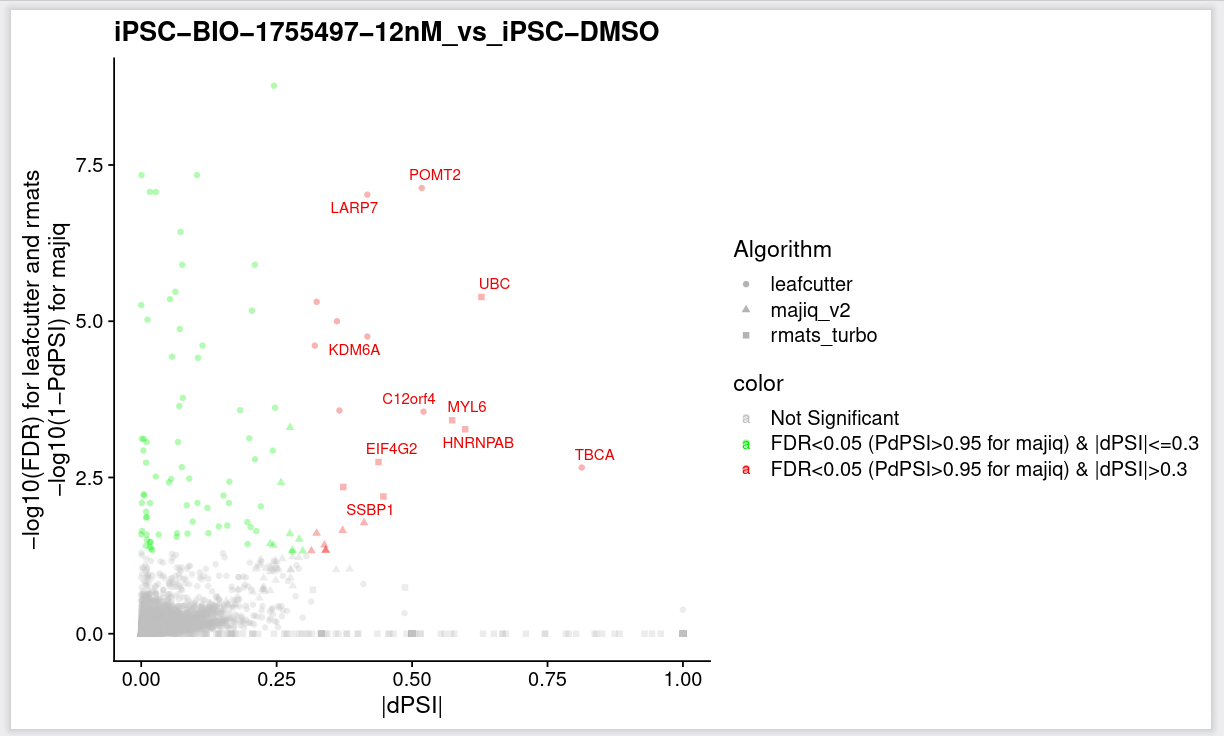 iPSC−BIO−1755497−12nM_vs_iPSC−DMSO
−log10(FDR) for leafcutter and rmats
−log10(1−PdPSI) for majiq
7.5
5.0
2.5
0.0
POMT2
LARP7
UBC
KDM6A
C12orf4
MYL6
HNRNPAB
EIF4G2
TBCA
SSBP1
0.00
0.25
0.50
0.75
1.00
|dPSI|
Algorithm
leafcutter
majiq_v2
rmats_turbo
color
a Not Significant
a FDR<0.05 (PdPSI>0.95 for majiq) & |dPSI|<=0.3
a FDR<0.05 (PdPSI>0.95 for majiq) & |dPSI|>0.3